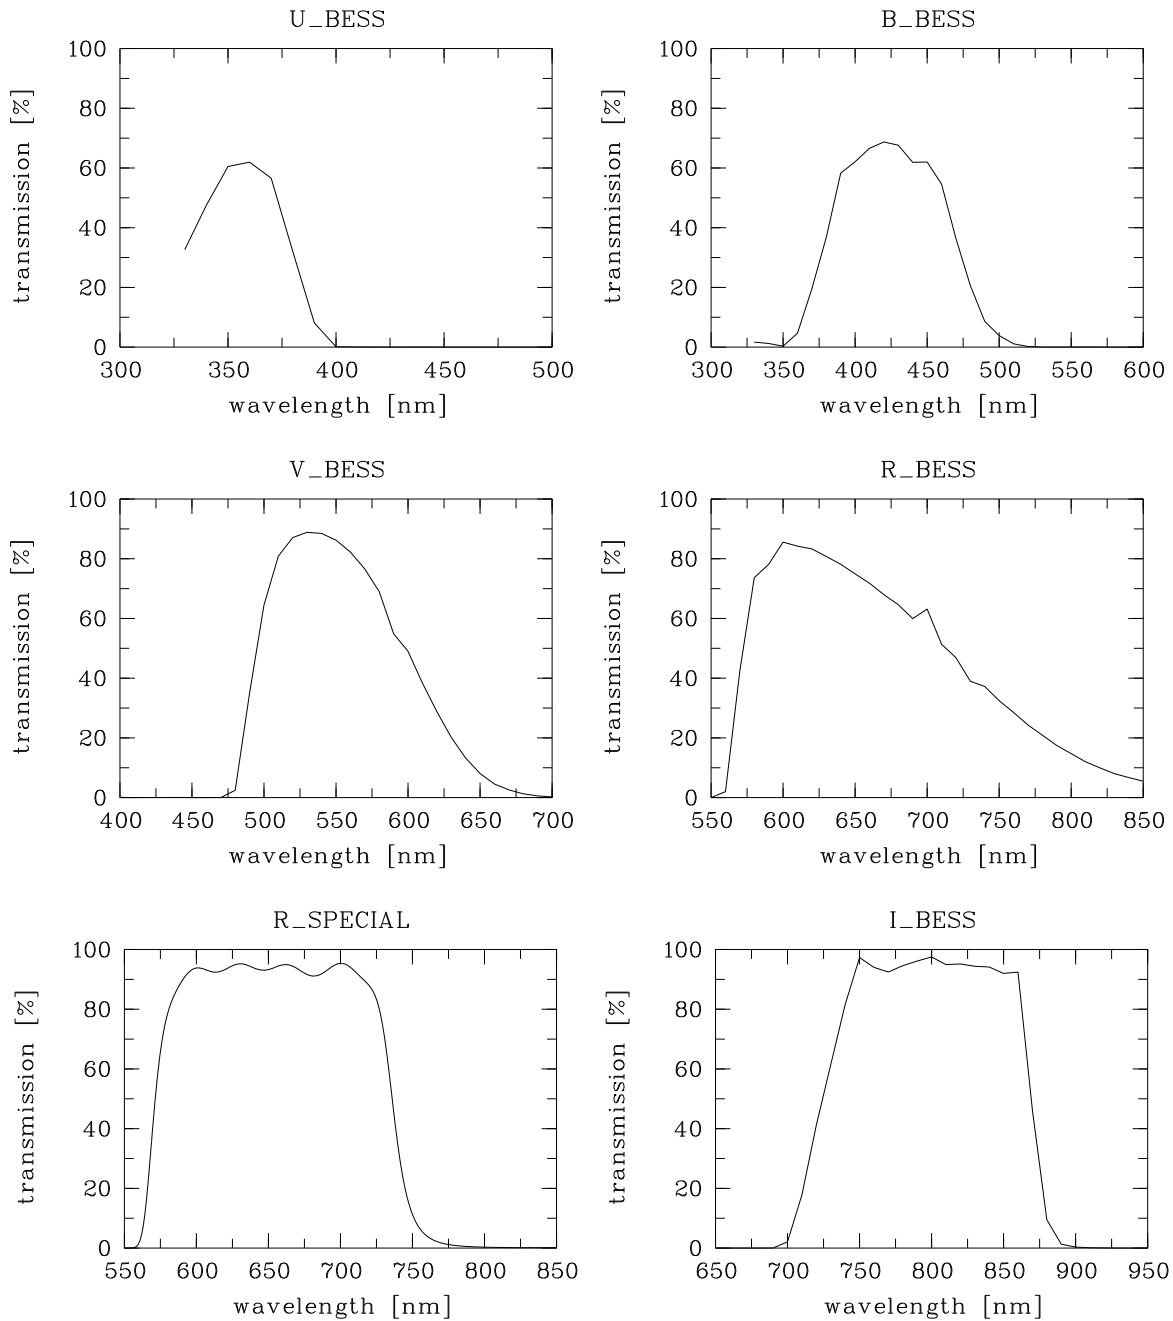 U_BESS
100
80
60
40
20
0
transmission [%]
300 350 400 450 500
wavelength [nm]
B_BESS
100
80
60
40
20
0
transmission [%]
300 350 400 450 500 550 600
wavelength [nm]
V_BESS
100
80
60
40
20
0
transmission [%]
400 450 500 550 600 650 700
wavelength [nm]
R_BESS
100
80
60
40
20
0
transmission [%]
550 600 650 700 750 800 850
wavelength [nm]
R_SPECIAL
100
80
60
40
20
0
transmission [%]
550 600 650 700 750 800 850
wavelength [nm]
I_BESS
100
80
60
40
20
0
transmission [%]
650 700 750 800 850 900 950
wavelength [nm]